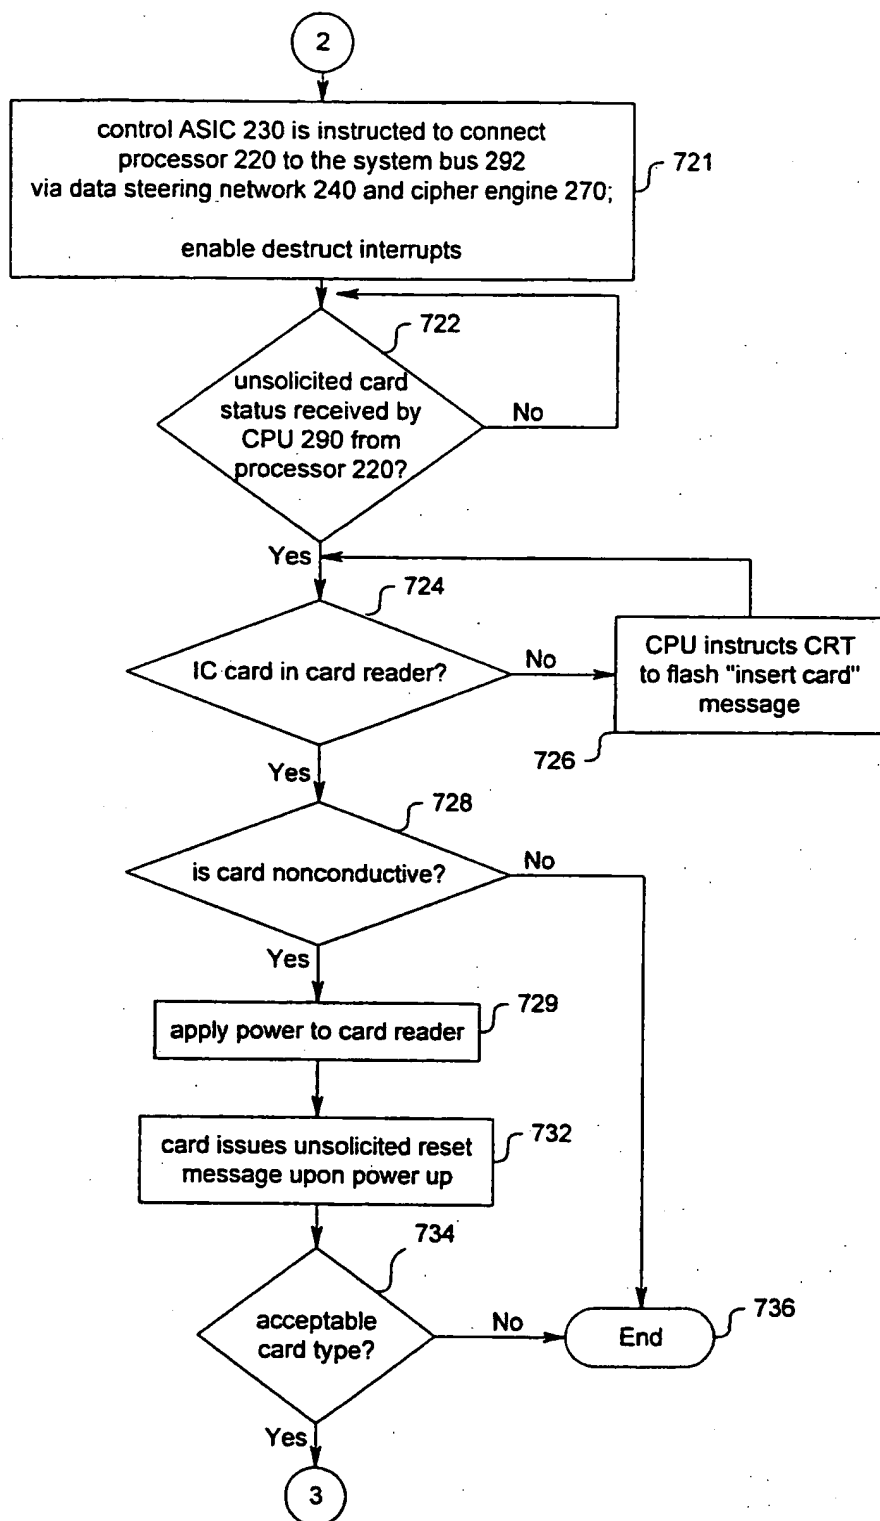 2
control ASIC 230 is instructed to connect
processor 220 to the system bus 292
via data steering network 240 and cipher engine 270;
enable destruct interrupts
721
722
unsolicited card
status received by
CPU 290 from
processor 220?
No
Yes
724
IC card in card reader?
No
CPU instructs CRT
to flash "insert card"
message
726
Yes
728
is card nonconductive?
No
Yes
729
apply power to card reader
732
card issues unsolicited reset
message upon power up
734
acceptable
card type?
No
End
736
Yes
3